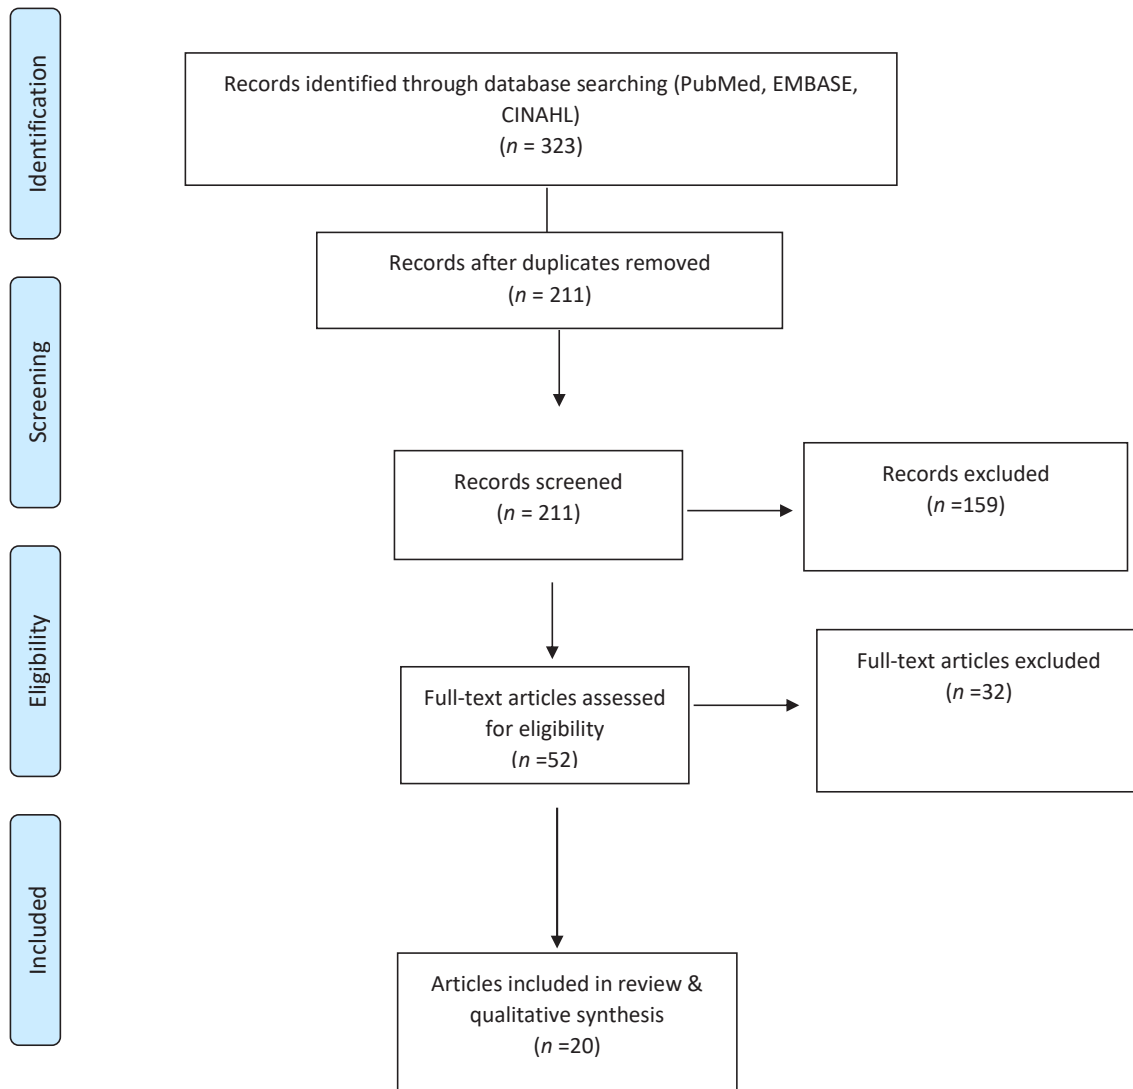 Identification
Records identified through database searching (PubMed, EMBASE,
CINAHL)
(n = 323)
Records after duplicates removed
(n = 211)
Screening
Records screened
(n = 211)
Records excluded
(n =159)
Eligibility
Full-text articles assessed
for eligibility
(n =52)
Full-text articles excluded
(n =32)
Included
Articles included in review &
qualitative synthesis
(n =20)